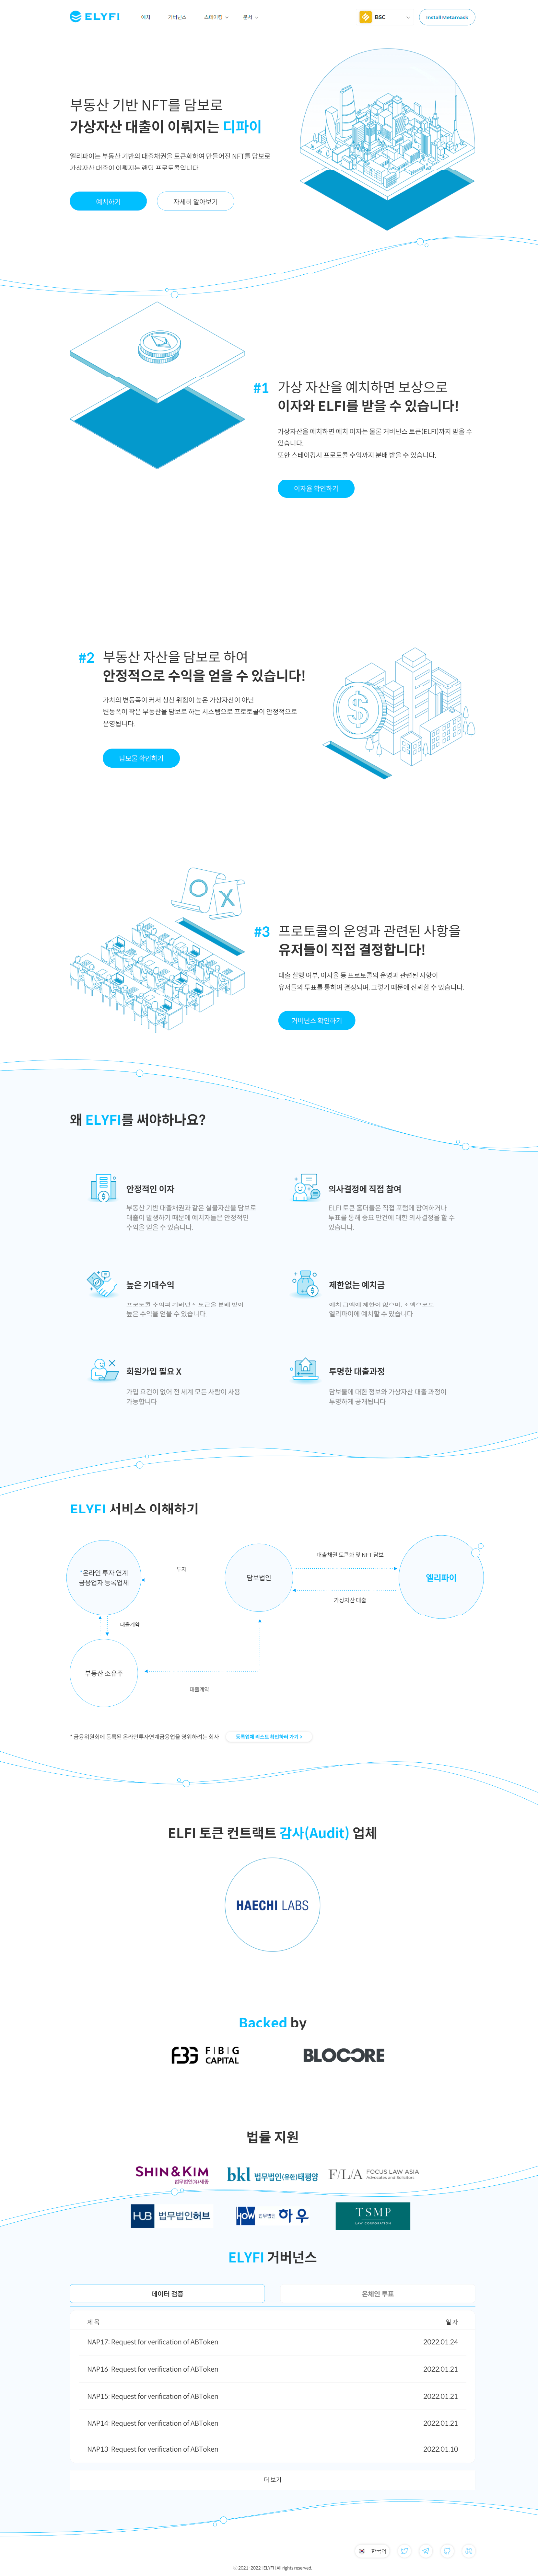 ELYFI 예치 거버넌스 스테이킹 문서 BSC Install Metamask
부동산 기반 NFT를 담보로
가상자산 대출이 이뤄지는 디파이
엘리파이는 부동산 기반의 대출채권을 토큰화하여 만들어진 NFT를 담보로
가상자산 대출이 이뤄지는 랜딩 프로토콜입니다
예치하기 자세히 알아보기
#1 가상 자산을 예치하면 보상으로
이자와 ELFI를 받을 수 있습니다!
가상자산을 예치하면 예치 이자는 물론 거버넌스 토큰(ELFI)까지 받을 수
있습니다.
또한 스테이킹시 프로토콜 수익까지 분배 받을 수 있습니다.
이자율 확인하기
#2 부동산 자산을 담보로 하여
안정적으로 수익을 얻을 수 있습니다!
가치의 변동폭이 커서 청산 위험이 높은 가상자산이 아닌
변동폭이 작은 부동산을 담보로 하는 시스템으로 프로토콜이 안정적으로
운영됩니다.
담보물 확인하기
O X
#3 프로토콜의 운영과 관련된 사항을
유저들이 직접 결정합니다!
대출 실행 여부, 이자율 등 프로토콜의 운영과 관련된 사항이
유저들의 투표를 통하여 결정되며, 그렇기 때문에 신뢰할 수 있습니다.
거버넌스 확인하기
왜 ELYFI를 써야하나요?
안정적인 이자
부동산 기반 대출채권과 같은 실물자산을 담보로
대출이 발생하기 때문에 예치자들은 안정적인
수익을 얻을 수 있습니다.
의사결정에 직접 참여
ELFI 토큰 홀더들은 직접 포럼에 참여하거나
투표를 통해 중요 안건에 대한 의사결정을 할 수
있습니다.
높은 기대수익
프로토콜 수익과 거버넌스 토큰을 분배 받아
높은 수익을 얻을 수 있습니다.
제한없는 예치금
예치 금액에 제한이 없으며, 소액으로도
엘리파이에 예치할 수 있습니다
회원가입 필요 X
가입 요건이 없어 전 세계 모든 사람이 사용
가능합니다
투명한 대출과정
담보물에 대한 정보와 가상자산 대출 과정이
투명하게 공개됩니다
ELYFI 서비스 이해하기
*온라인 투자 연계
금융업자 등록업체
투자
담보법인
대출채권 토큰화 및 NFT 담보
가상자산 대출
엘리파이
대출계약
부동산 소유주
대출계약
* 금융위원회에 등록된 온라인투자연계금융업을 영위하려는 회사 등록업체 리스트 확인하러 가기 >
ELFI 토큰 컨트랙트 감사(Audit) 업체
HAECHI LABS
Backed by
FBG CAPITAL
BLOCORE
법률 지원
SHIN&KIM
법무법인(유)세종
bkl 법무법인(유한)태평양
F/L/A FOCUS LAW ASIA
Advocates and Solicitors
HUB 법무법인허브
HOW 법무법인 하우
TSMP
LAW CORPORATION
ELYFI 거버넌스
데이터 검증 온체인 투표
제목 일자
NAP17: Request for verification of ABToken 2022.01.24
NAP16: Request for verification of ABToken 2022.01.21
NAP15: Request for verification of ABToken 2022.01.21
NAP14: Request for verification of ABToken 2022.01.21
NAP13: Request for verification of ABToken 2022.01.10
더 보기
한국어
© 2021 2022 ELYFI All rights reserved.